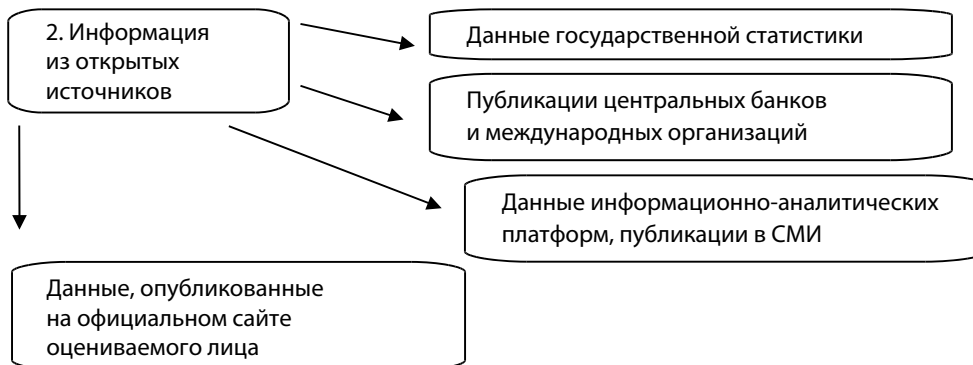 2. Информация
из открытых
источников
Данные государственной статистики
Публикации центральных банков
и международных организаций
Данные информационно-аналитических
платформ, публикации в СМИ
Данные, опубликованные
на официальном сайте
оцениваемого лица